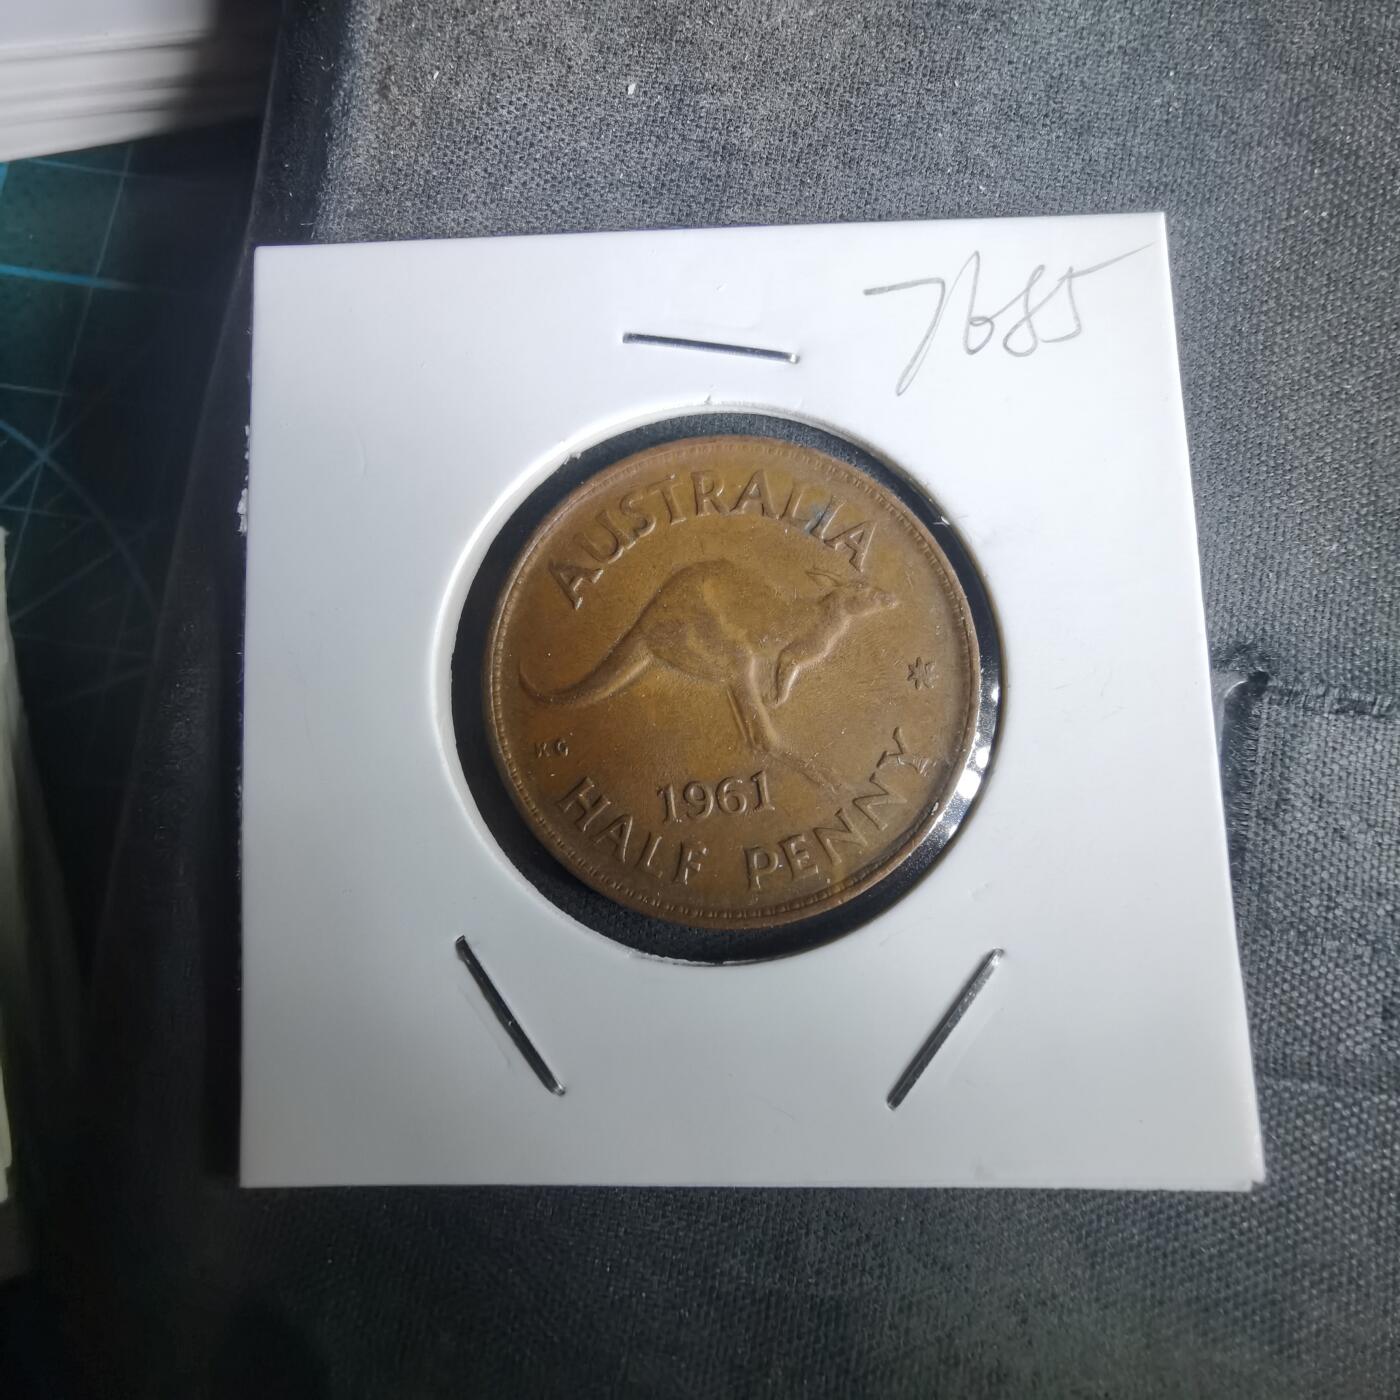 7685
AUSTRALIA
KG
1961
HALF PENNY